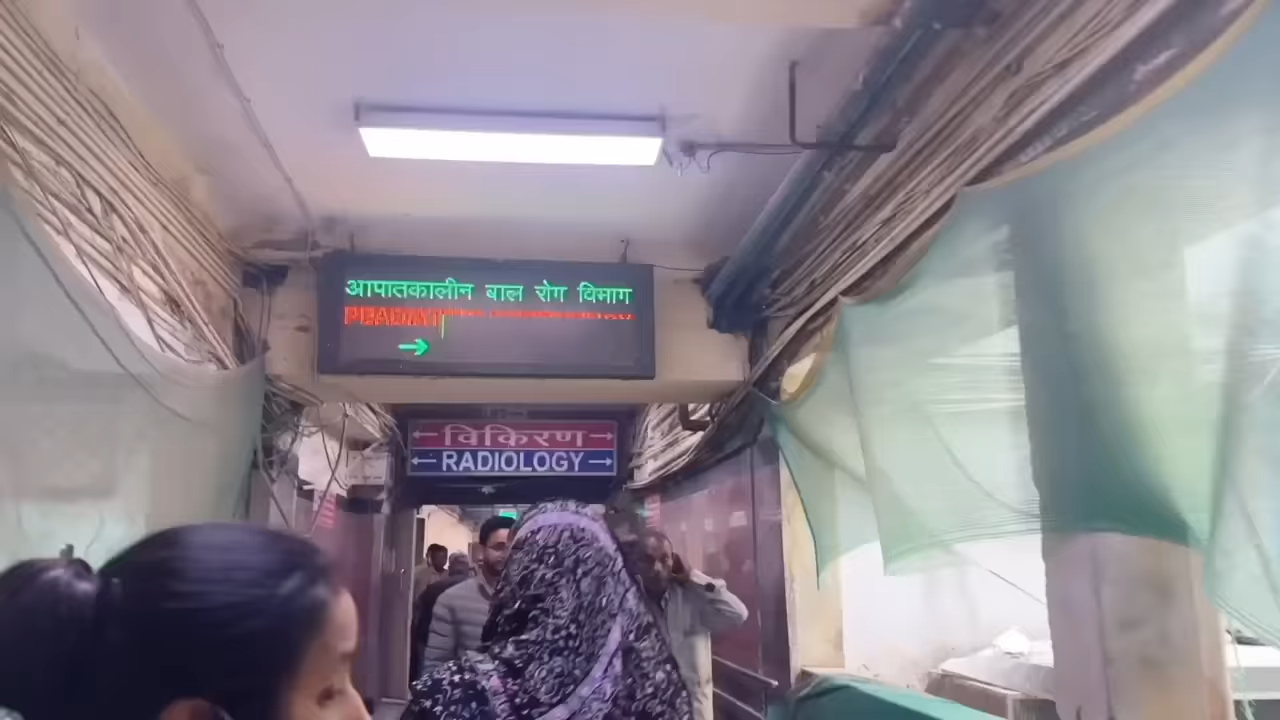 आपातकालीन बाल रोग विभाग
→
← विकिरण →
← RADIOLOGY →